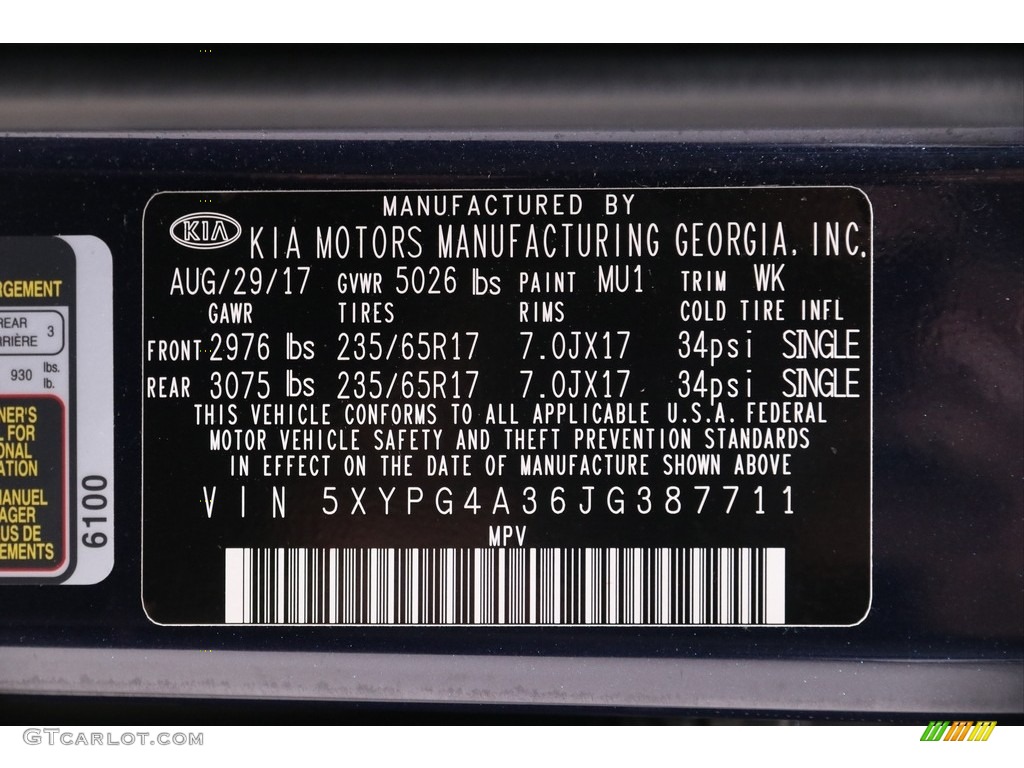 MANUFACTURED BY
KIA KIA MOTORS MANUFACTURING GEORGIA, INC.
AUG/29/17 GVWR 5026 lbs PAINT MU1 TRIM WK
GAWR TIRES RIMS COLD TIRE INFL
FRONT 2976 lbs 235/65R17 7.0JX17 34psi SINGLE
REAR 3075 lbs 235/65R17 7.0JX17 34psi SINGLE
THIS VEHICLE CONFORMS TO ALL APPLICABLE U.S.A. FEDERAL
MOTOR VEHICLE SAFETY AND THEFT PREVENTION STANDARDS
IN EFFECT ON THE DATE OF MANUFACTURE SHOWN ABOVE
VIN 5XYPG4A36JG387711
MPV
RGEMENT
REAR
RRIÈRE 3
930 lbs.
lb.
NER'S
L FOR
ONAL
ATION
MANUEL
AGER
US DE
EMENTS
6100
GTcarlot.com